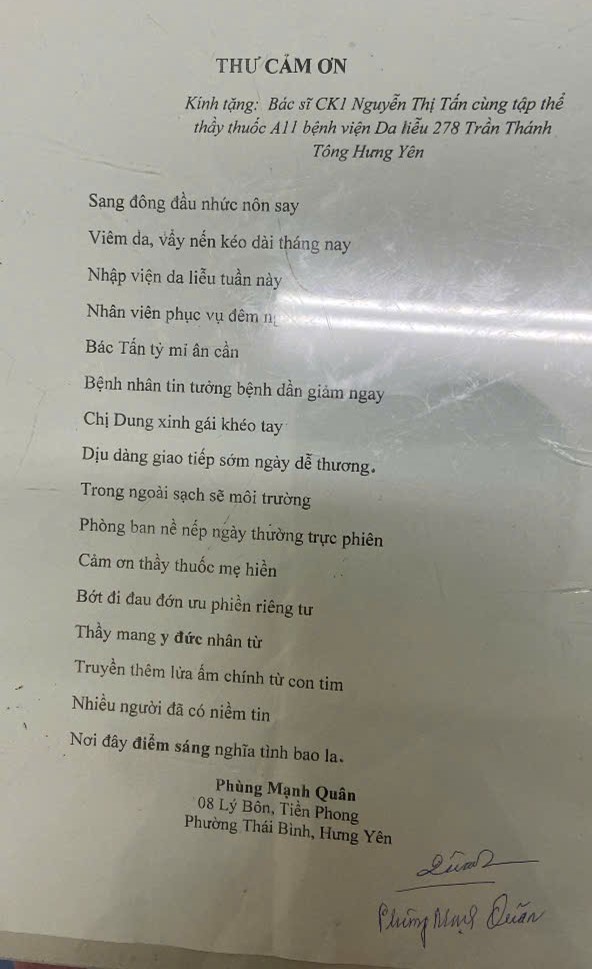 THƯ CẢM ƠN
Kính tặng: Bác sĩ CK1 Nguyễn Thị Tấn cùng tập thể
thầy thuốc A11 bệnh viện Da liễu 278 Trần Thánh
Tông Hưng Yên
Sang đông đầu nhức nôn say
Viêm da, vẩy nến kéo dài tháng nay
Nhập viện da liễu tuần này
Nhân viên phục vụ đêm
Bác Tấn tỷ mỉ ân cần
Bệnh nhân tin tưởng bệnh dần giảm ngay
Chị Dung xinh gái khéo tay
Dịu dàng giao tiếp sớm ngày dễ thương.
Trong ngoài sạch sẽ môi trường
Phòng ban nề nếp ngày thường trực phiên
Cảm ơn thầy thuốc mẹ hiền
Bớt đi đau đớn ưu phiền riêng tư
Thầy mang y đức nhân từ
Truyền thêm lửa ấm chính từ con tim
Nhiều người đã có niềm tin
Nơi đây điểm sáng nghĩa tình bao la.
Phùng Mạnh Quân
08 Lý Bôn, Tiền Phong
Phường Thái Bình, Hưng Yên
Phùng Mạnh Quân